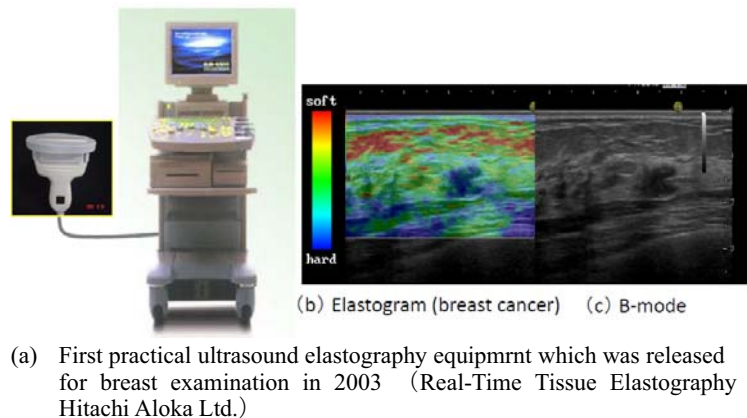 soft
hard
（b）Elastogram (breast cancer)
（c）B-mode
(a) First practical ultrasound elastography equipmrnt which was released
for breast examination in 2003 （Real-Time Tissue Elastography
Hitachi Aloka Ltd.）